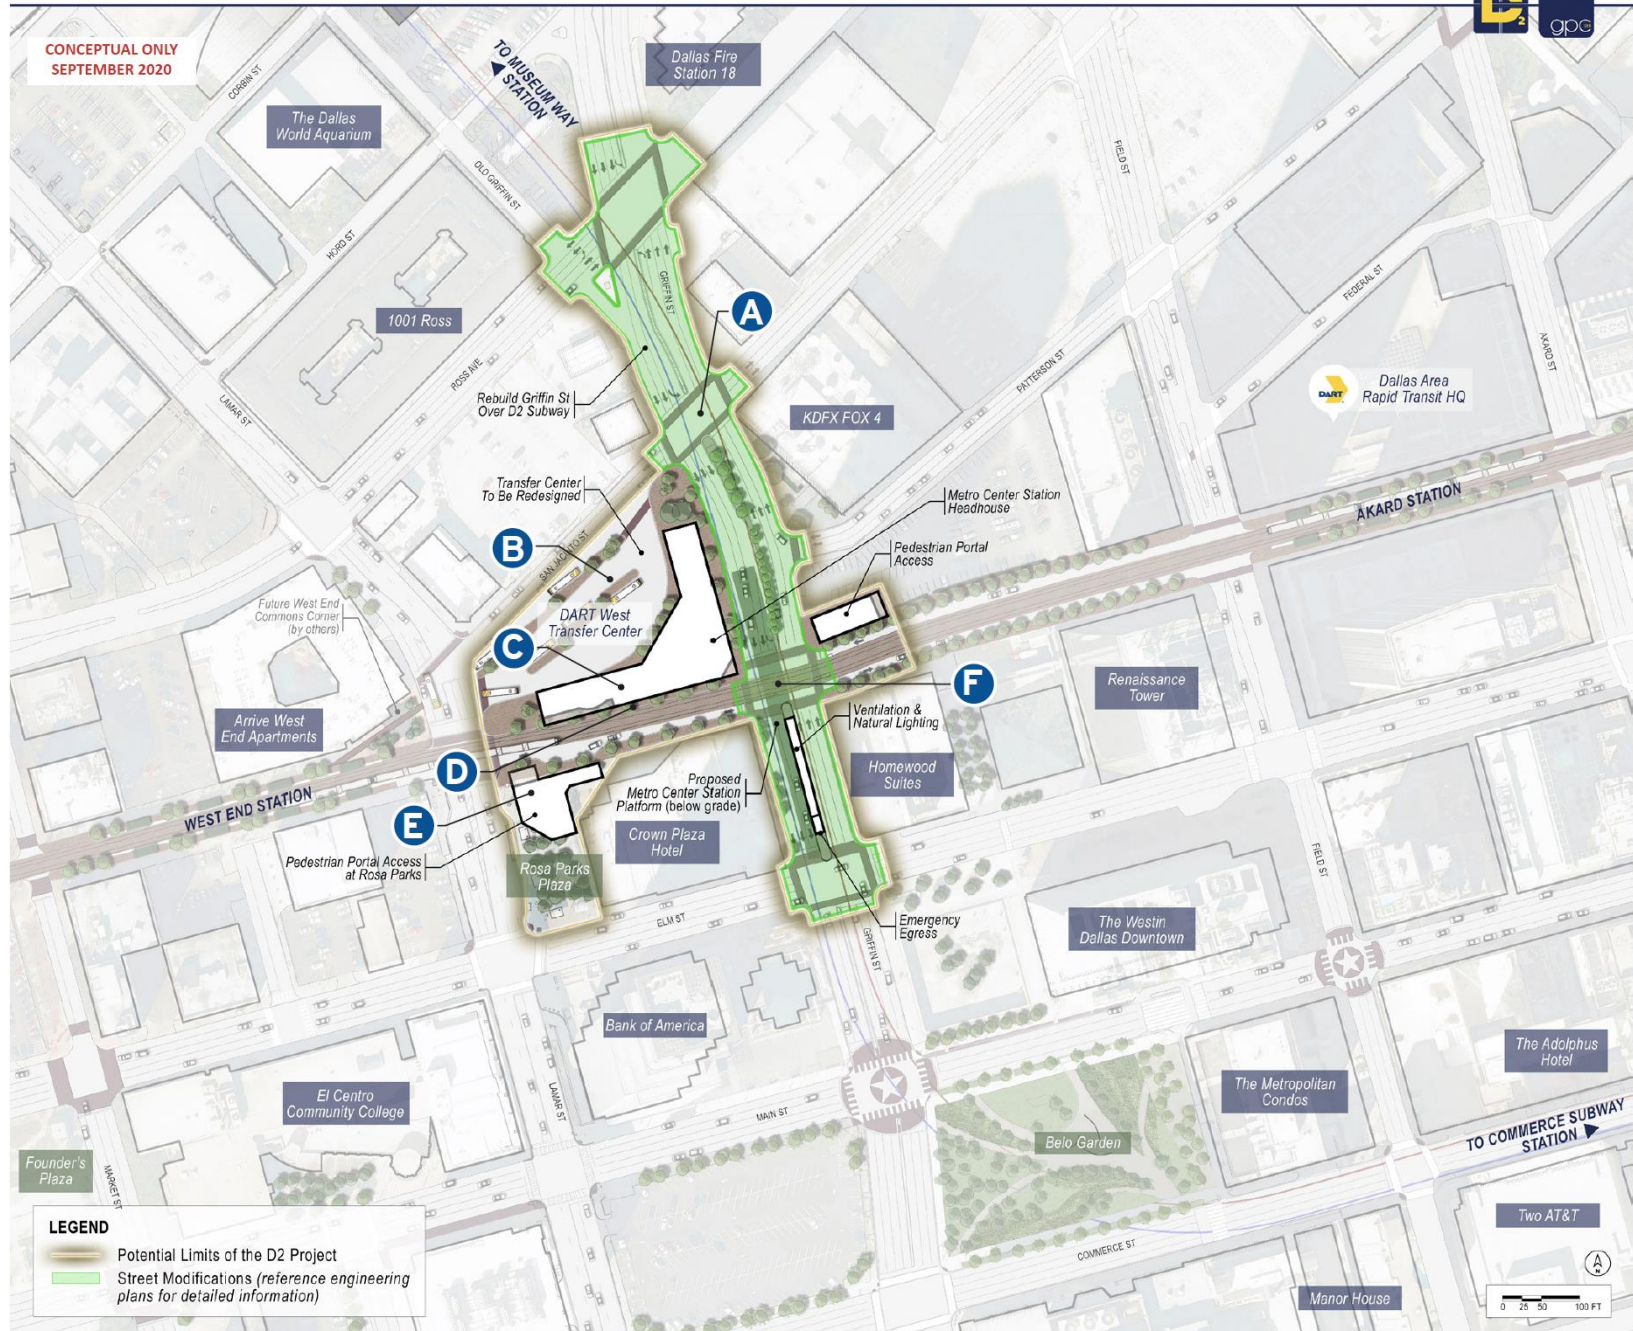 CONCEPTUAL ONLY
SEPTEMBER 2020
2
gpc
TO MUSEUM WAY
STATION
Dallas Fire
Station 18
CORBIN ST
The Dallas
World Aquarium
OLD GRIFFIN ST
FIELD ST
HORD ST
GRIFFIN ST
FEDERAL ST
A
1001 Ross
ROSS AVE
AKARD ST
PATTERSON ST
LAMAR ST
Rebuild Griffin St
Over D2 Subway
KDFX FOX 4
DART
Dallas Area
Rapid Transit HQ
Transfer Center
To Be Redesigned
Metro Center Station
Headhouse
AKARD STATION
B
SAN JACINTO ST
Pedestrian Portal
Access
Future West End
Commons Corner
(by others)
DART West
Transfer Center
C
F
Renaissance
Tower
Arrive West
End Apartments
Ventilation &
Natural Lighting
D
Homewood
Suites
Proposed
Metro Center Station
Platform (below grade)
WEST END STATION
E
Crown Plaza
Hotel
Pedestrian Portal Access
at Rosa Parks
Rosa Parks
Plaza
FIELD ST
ELM ST
Emergency
Egress
GRIFFIN ST
The Westin
Dallas Downtown
Bank of America
The Adolphus
Hotel
El Centro
Community College
LAMAR ST
MAIN ST
The Metropolitan
Condos
Belo Garden
TO COMMERCE SUBWAY
STATION
Founder's
Plaza
MARKET ST
Two AT&T
COMMERCE ST
LEGEND
Potential Limits of the D2 Project
Street Modifications (reference engineering
plans for detailed information)
Manor House
N
0 25 50 100 FT